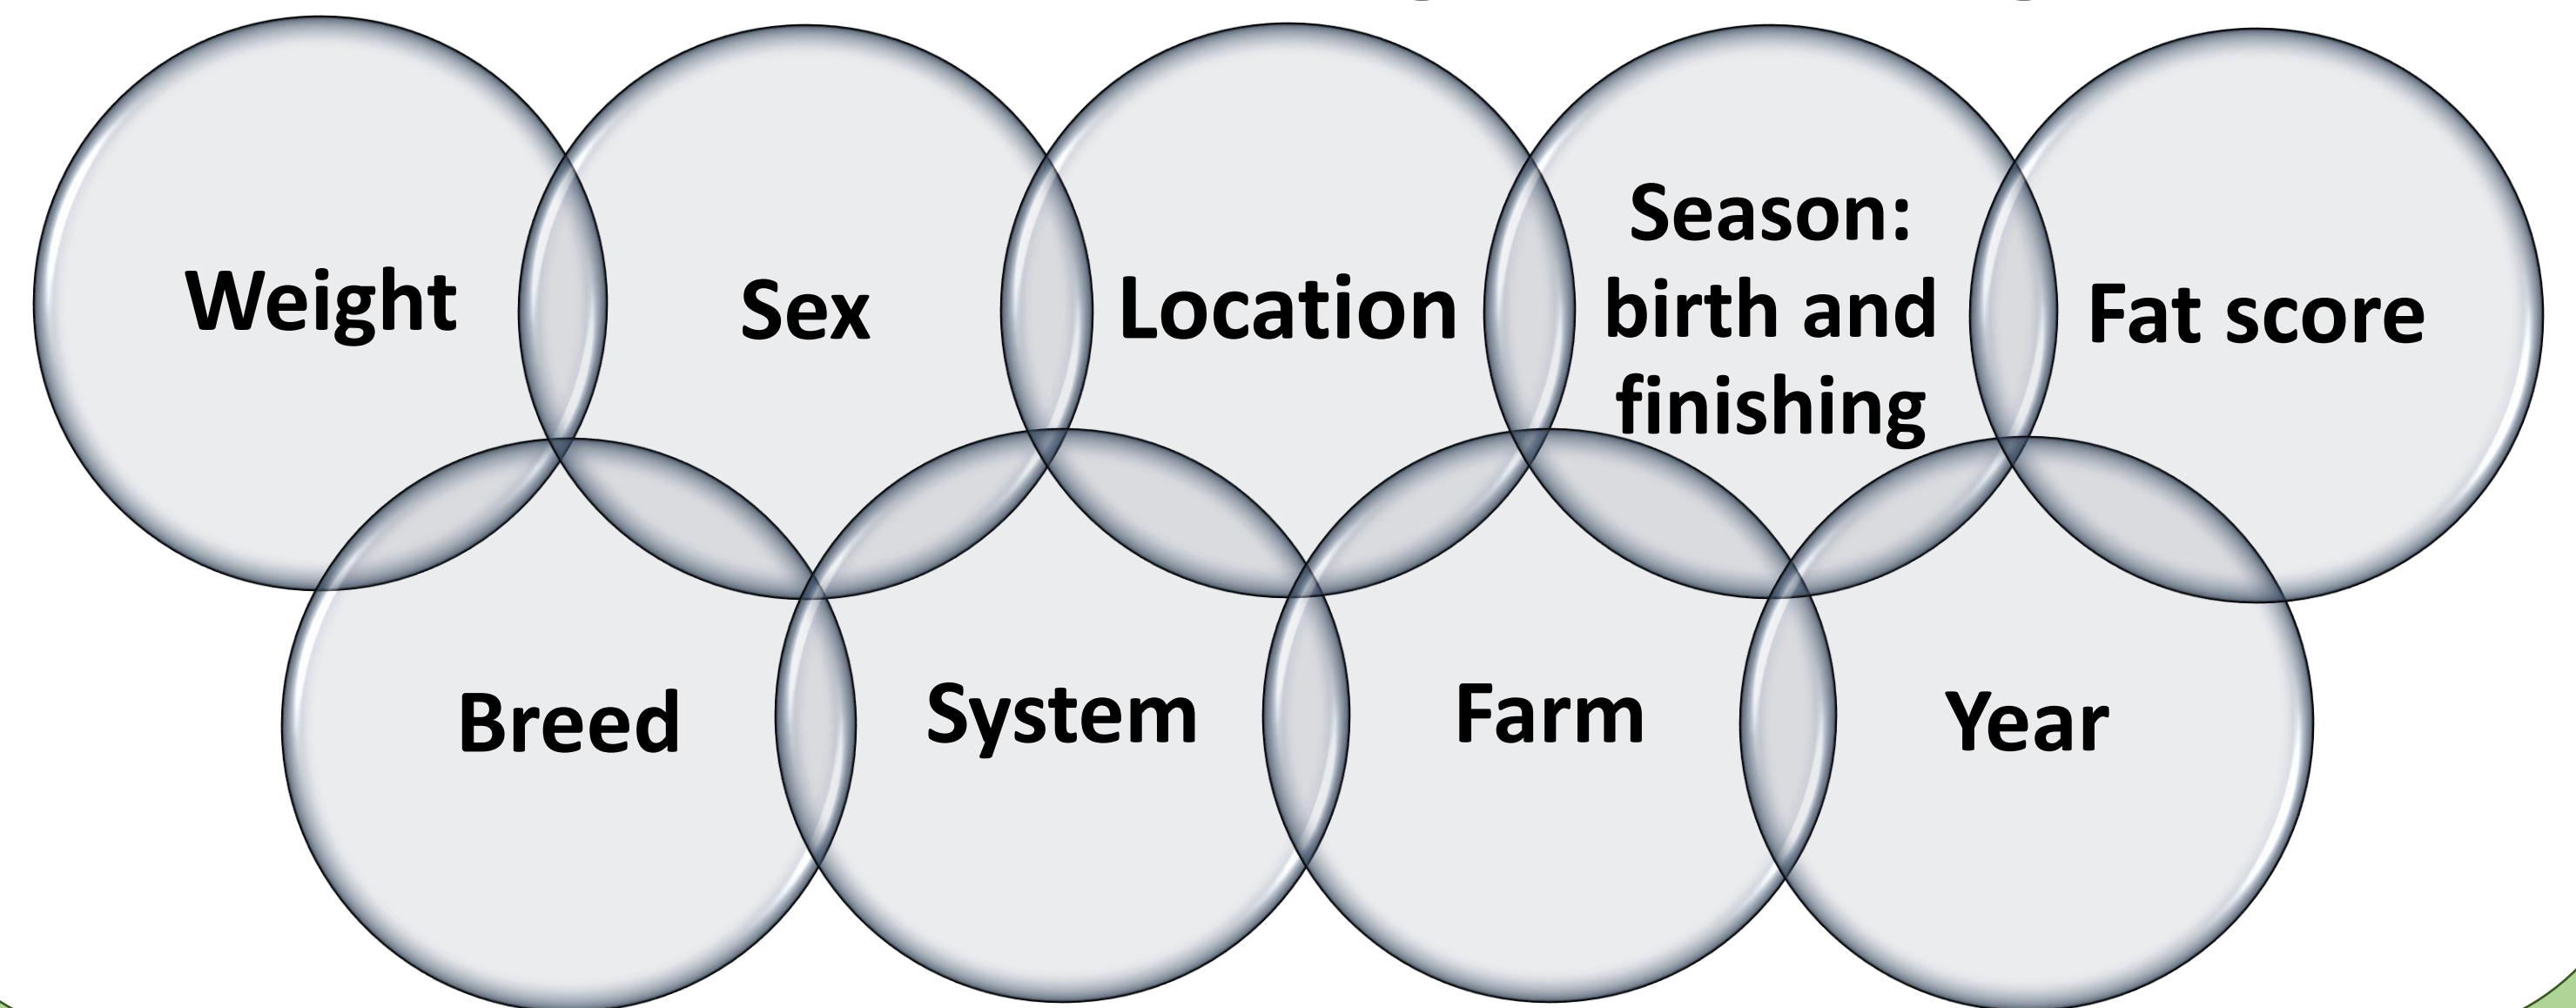 Weight
Sex
Location
Season:
birth and
finishing
Fat score
Breed
System
Farm
Year